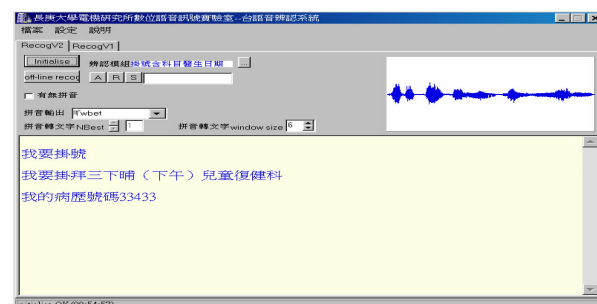 長庚大學電機研究所數位語音訊號實驗室--台語語音辨認系統
檔案 設定 說明
RecogV2 RecogV1
Initialise 辨認模組掛號含科目醫生日期 ...
off-line recog A R S
有無拼音
拼音輸出 Twbet
拼音轉文字NBest 1 拼音轉文字window size 6
我要掛號
我要掛拜三下晡（下午）兒童復健科
我的病歷號碼33433